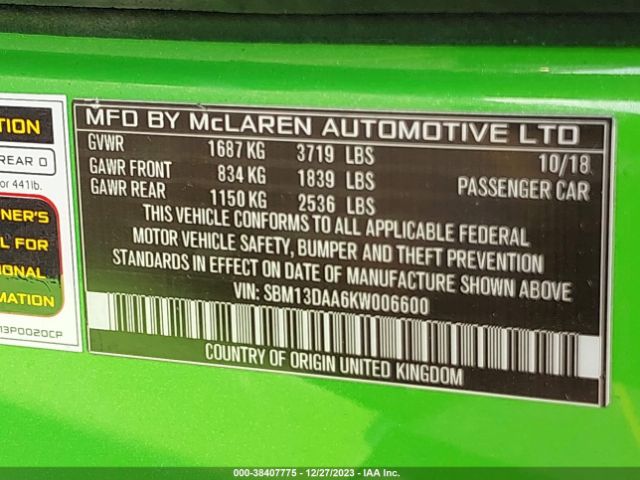 TION
REAR 0
or 441lb.
NER'S
L FOR
ONAL
MATION
13P0020CP
MFD BY McLAREN AUTOMOTIVE LTD
GVWR 1687 KG 3719 LBS 10/18
GAWR FRONT 834 KG 1839 LBS PASSENGER CAR
GAWR REAR 1150 KG 2536 LBS
THIS VEHICLE CONFORMS TO ALL APPLICABLE FEDERAL
MOTOR VEHICLE SAFETY, BUMPER AND THEFT PREVENTION
STANDARDS IN EFFECT ON DATE OF MANUFACTURE SHOWN ABOVE
VIN: SBM13DAA6KW006600
COUNTRY OF ORIGIN UNITED KINGDOM
000-38407775 - 12/27/2023 - IAA Inc.